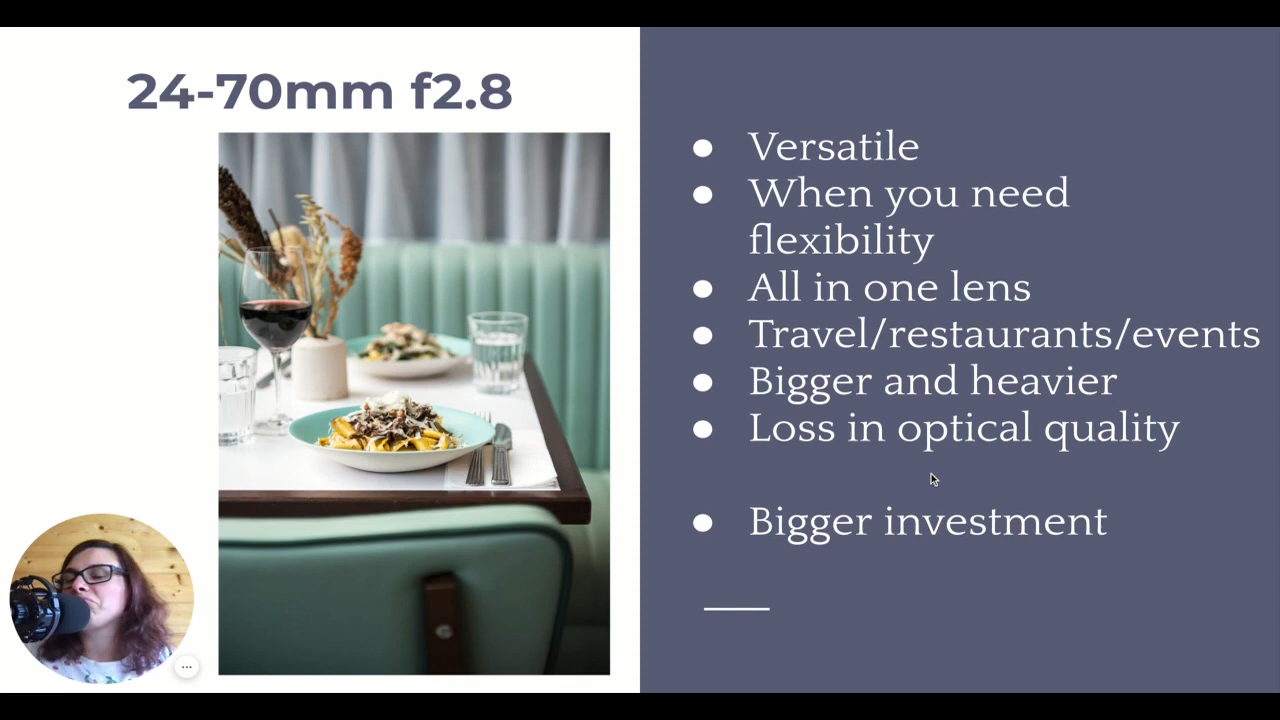 24-70mm f2.8
● Versatile
● When you need
flexibility
● All in one lens
● Travel/restaurants/events
● Bigger and heavier
● Loss in optical quality
● Bigger investment